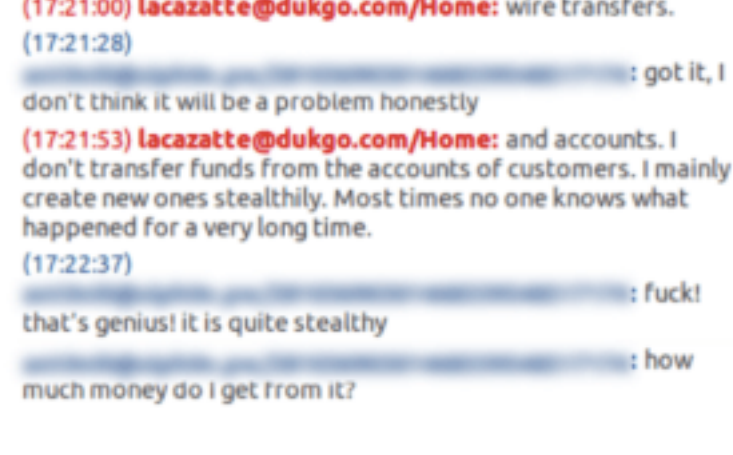 (17:21:00) lacazatte@dukgo.com/Home: wire transfers.
(17:21:28)
: got it, I
don't think it will be a problem honestly
(17:21:53) lacazatte@dukgo.com/Home: and accounts. I
don't transfer funds from the accounts of customers. I mainly
create new ones stealthily. Most times no one knows what
happened for a very long time.
(17:22:37)
: fuck!
that's genius! it is quite stealthy
: how
much money do I get from it?